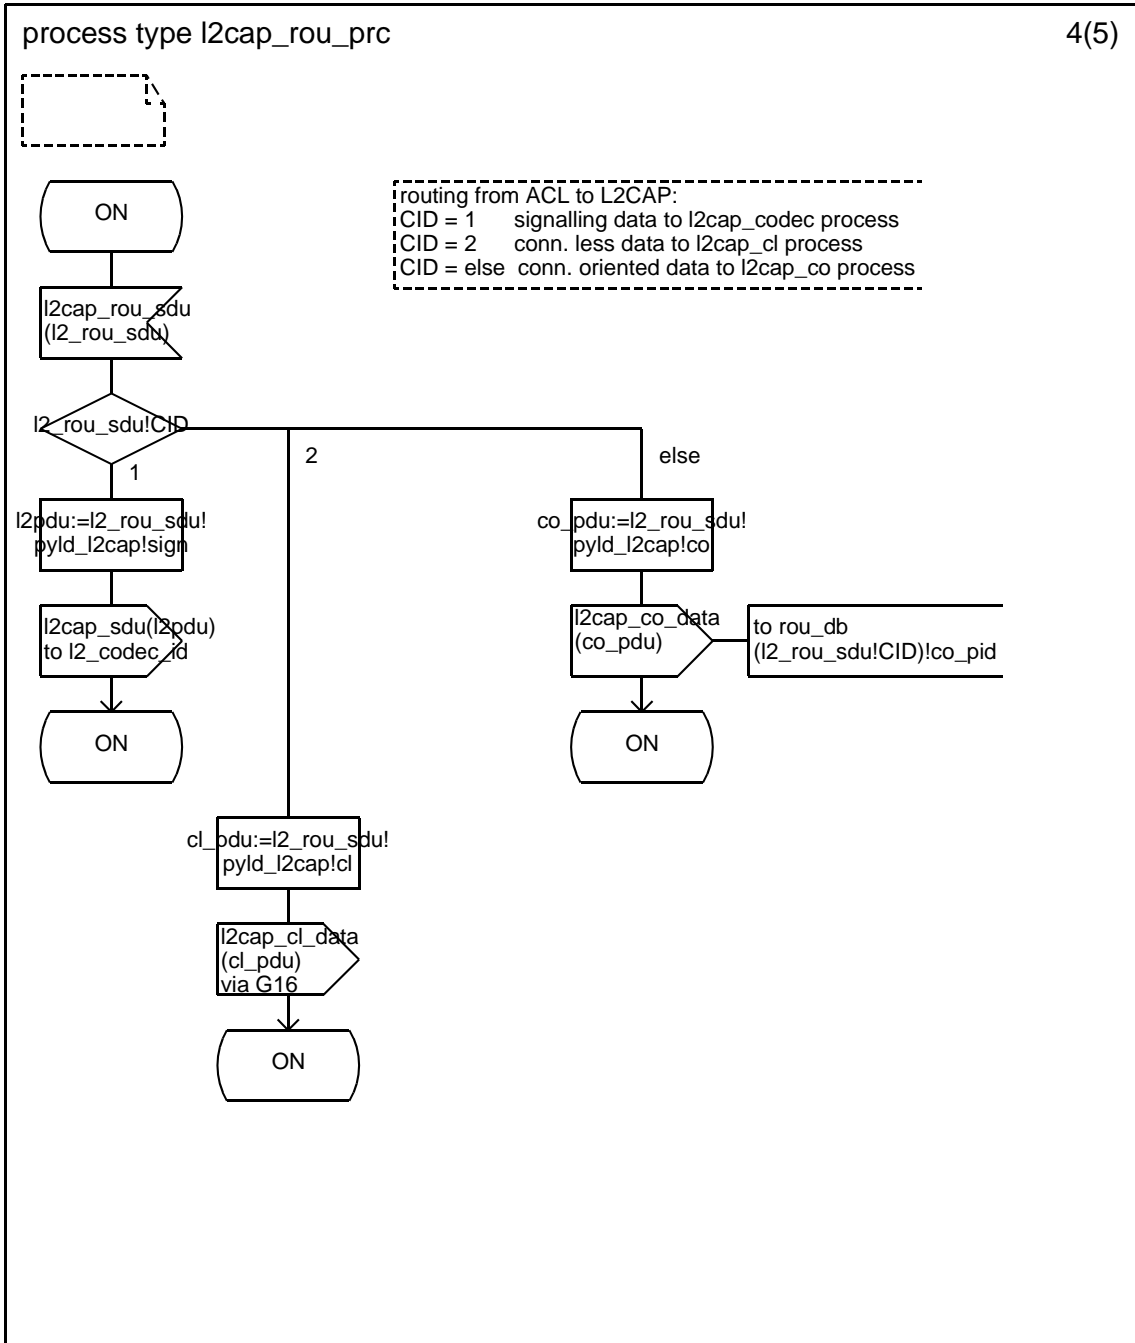 process type l2cap_rou_prc
4(5)
ON
routing from ACL to L2CAP:
CID = 1 signalling data to l2cap_codec process
CID = 2 conn. less data to l2cap_cl process
CID = else conn. oriented data to l2cap_co process
l2cap_rou_sdu
(l2_rou_sdu)
l2_rou_sdu!CID
1
2
else
l2pdu:=l2_rou_sdu!
pyld_l2cap!sign
co_pdu:=l2_rou_sdu!
pyld_l2cap!co
l2cap_sdu(l2pdu)
to l2_codec_id
l2cap_co_data
(co_pdu)
to rou_db
(l2_rou_sdu!CID)!co_pid
ON
ON
cl_pdu:=l2_rou_sdu!
pyld_l2cap!cl
l2cap_cl_data
(cl_pdu)
via G16
ON